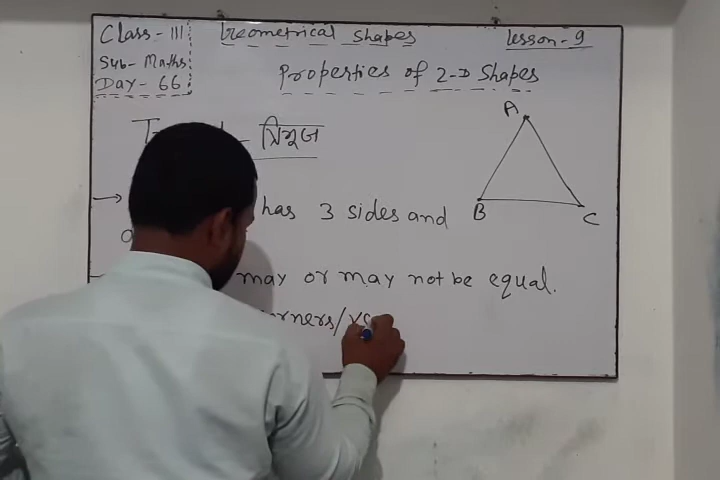 Class-III
Geometrical shapes
Lesson-9
Sub- Maths
Day- 66
Properties of 2-D Shapes
ত্রিভূজ
A
B
C
has 3 sides and
may or may not be equal.